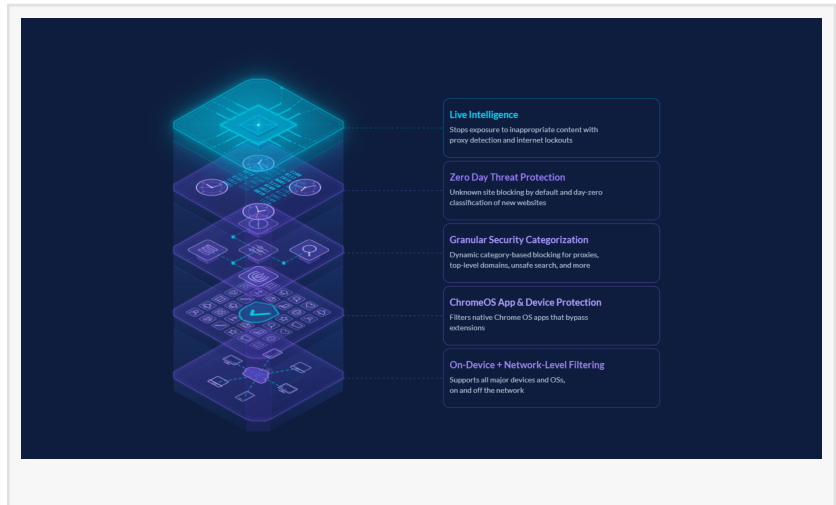 Live Intelligence
Stops exposure to inappropriate content with
proxy detection and internet lockouts
Zero Day Threat Protection
Unknown site blocking by default and day-zero
classification of new websites
Granular Security Categorization
Dynamic category-based blocking for proxies,
top-level domains, unsafe search, and more
ChromeOS App & Device Protection
Filters native Chrome OS apps that bypass
extensions
On-Device + Network-Level Filtering
Supports all major devices and OSs,
on and off the network